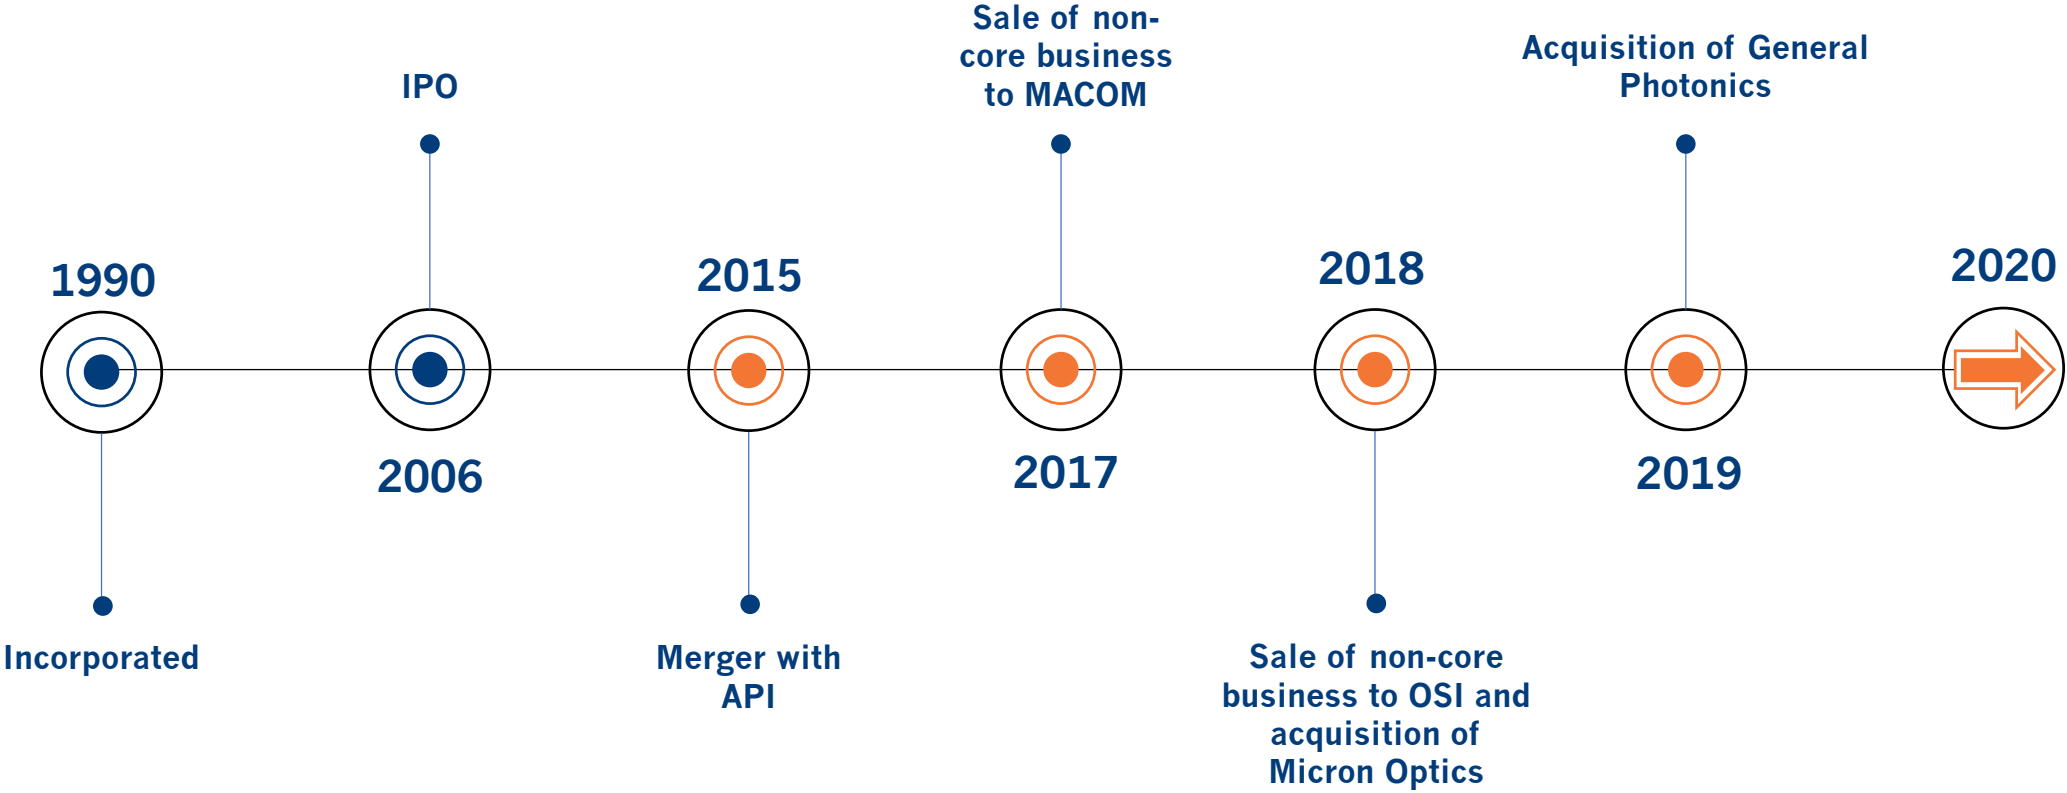 1990
Incorporated
IPO
2006
2015
Merger with
API
Sale of non-
core business
to MACOM
2017
2018
Sale of non-core
business to OSI and
acquisition of
Micron Optics
Acquisition of General
Photonics
2019
2020